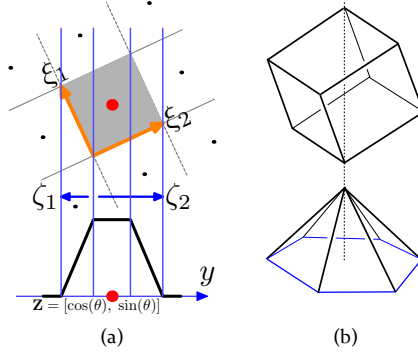 ξ1
ξ2
ζ1 ζ2
y
Z = [cos(θ), sin(θ)]
(a) (b)